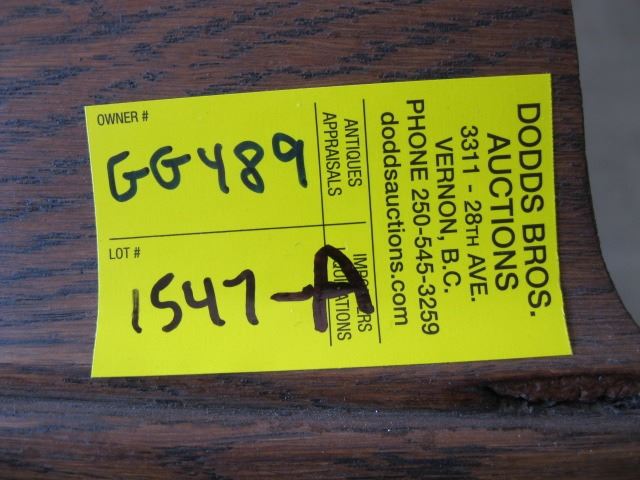 DODDS BROS.
AUCTIONS
3311 - 28TH AVE.
VERNON, B.C.
PHONE 250-545-3259
doddsauctions.com
ANTIQUES
APPRAISALS
IMPORTERS
LIQUIDATIONS
OWNER #
GG489
LOT #
1547-A